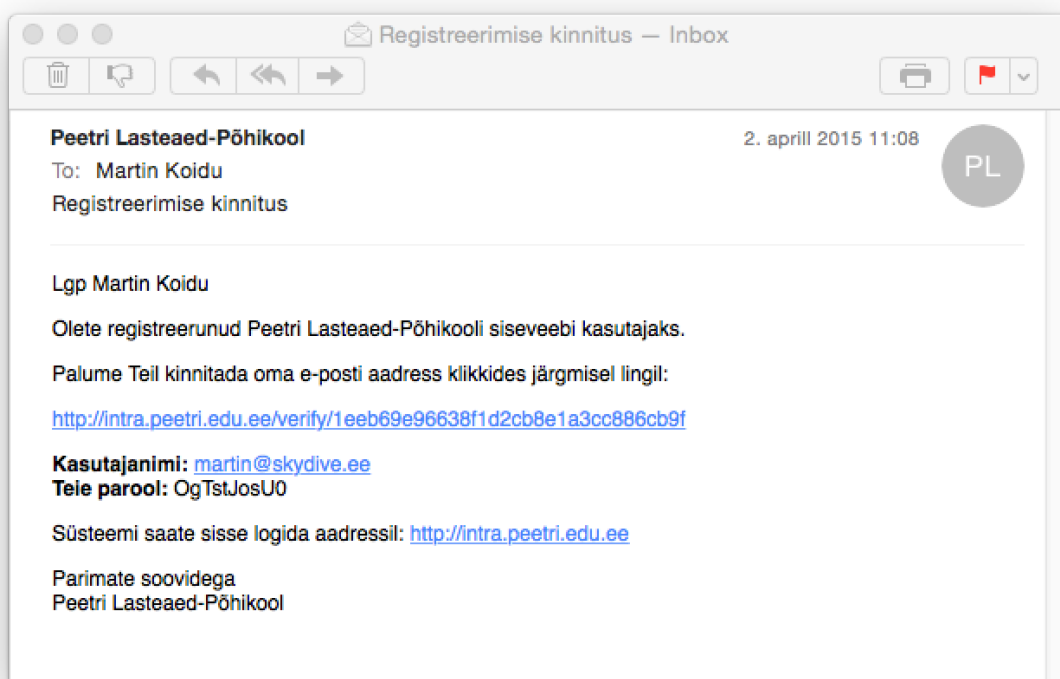 Registreerimise kinnitus — Inbox
Peetri Lasteaed-Põhikool
2. aprill 2015 11:08
PL
To: Martin Koidu
Registreerimise kinnitus
Lgp Martin Koidu
Olete registreerunud Peetri Lasteaed-Põhikooli siseveebi kasutajaks.
Palume Teil kinnitada oma e-posti aadress klikkides järgmisel lingil:
http://intra.peetri.edu.ee/verify/1eeb69e96638f1d2cb8e1a3cc886cb9f
Kasutajanimi: martin@skydive.ee
Teie parool: OgTstJosU0
Süsteemi saate sisse logida aadressil: http://intra.peetri.edu.ee
Parimate soovidega
Peetri Lasteaed-Põhikool